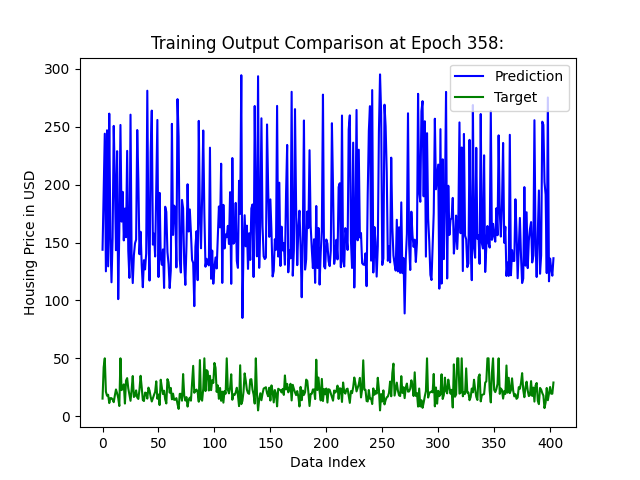 Training Output Comparison at Epoch 358:
Prediction
Target
Housing Price in USD
300
250
200
150
100
50
0
0 50 100 150 200 250 300 350 400
Data Index